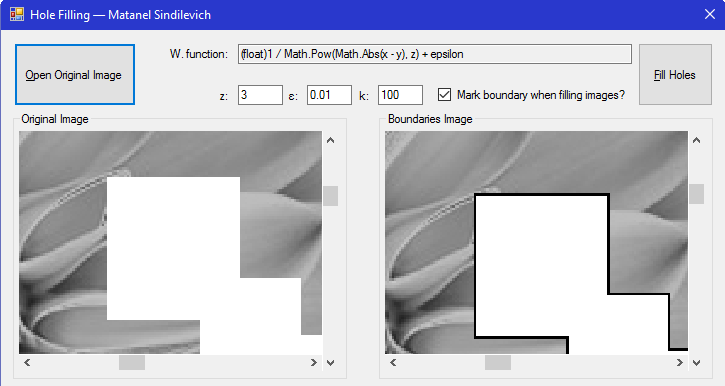 Hole Filling — Matanel Sindilevich
Open Original Image
W. function:
(float)1 / Math.Pow(Math.Abs(x - y), z) + epsilon
Fill Holes
z:
3
ε:
0.01
k:
100
Mark boundary when filling images?
Original Image
Boundaries Image